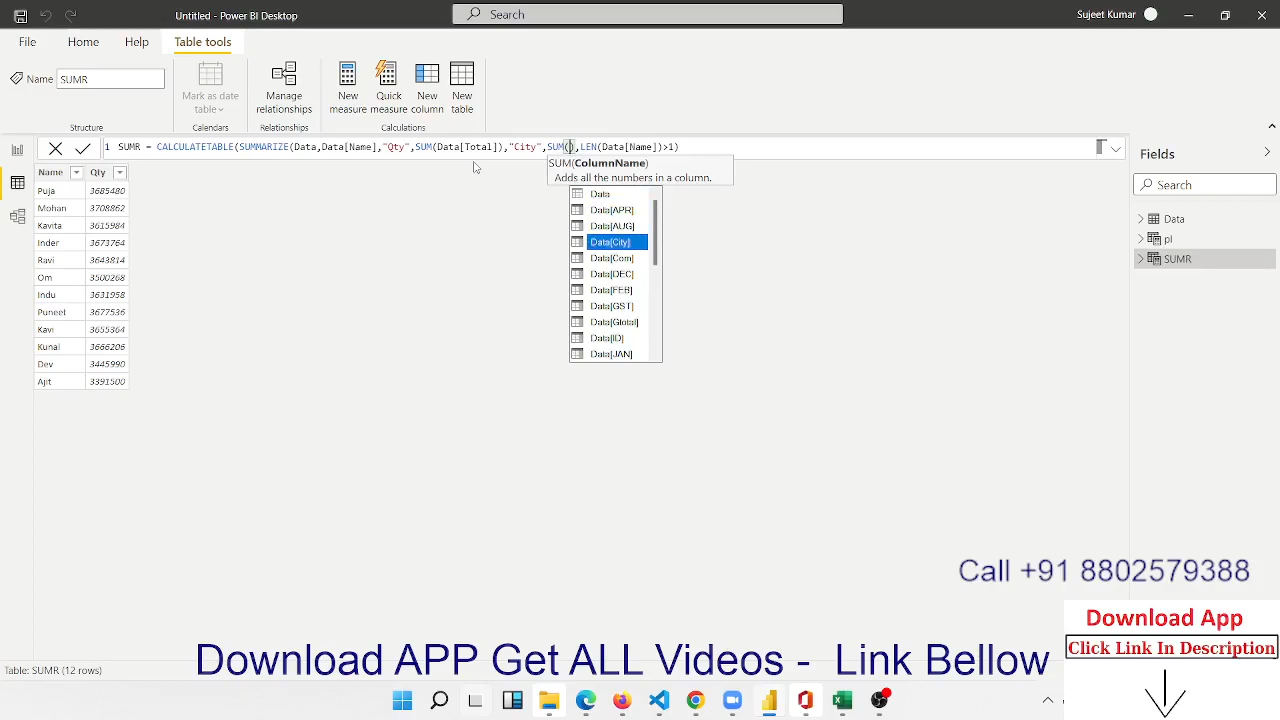 Untitled - Power BI Desktop
Search
Sujeet Kumar
File
Home
Help
Table tools
Name
SUMR
Mark as date
table
Manage
relationships
New
measure
Quick
measure
New
column
New
table
Structure
Calendars
Relationships
Calculations
1 SUMR = CALCULATETABLE(SUMMARIZE(Data,Data[Name],"Qty",SUM(Data[Total]),"City",SUM(),LEN(Data[Name])>1)
SUM(ColumnName)
Adds all the numbers in a column.
Data
Data[APR]
Data[AUG]
Data[City]
Data[Com]
Data[DEC]
Data[FEB]
Data[GST]
Data[Glotal]
Data[ID]
Data[JAN]
Name Qty
Puja 3685480
Mohan 3708862
Kavita 3615984
Inder 3673764
Ravi 3643814
Om 3500268
Indu 3631958
Puneet 3677536
Kavi 3655364
Kunal 3666206
Dev 3445990
Ajit 3391500
Fields
Search
Data
pl
SUMR
Call +91 8802579388
Download App
Click Link In Description
Download APP Get ALL Videos - Link Bellow
Table: SUMR (12 rows)